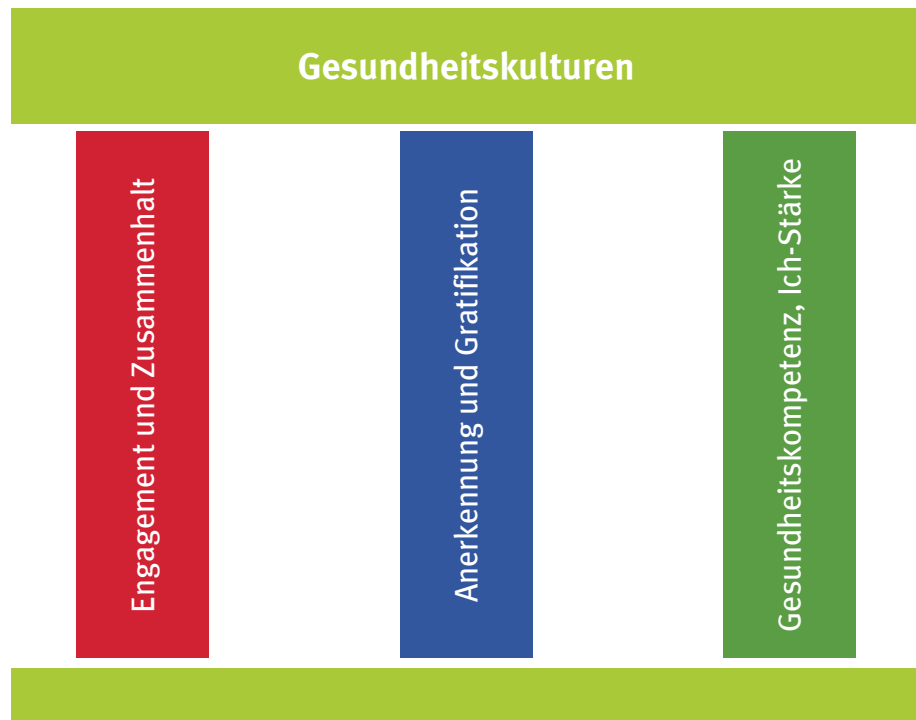 Gesundheitskulturen
Engagement und Zusammenhalt
Anerkennung und Gratifikation
Gesundheitskompetenz, Ich-Stärke